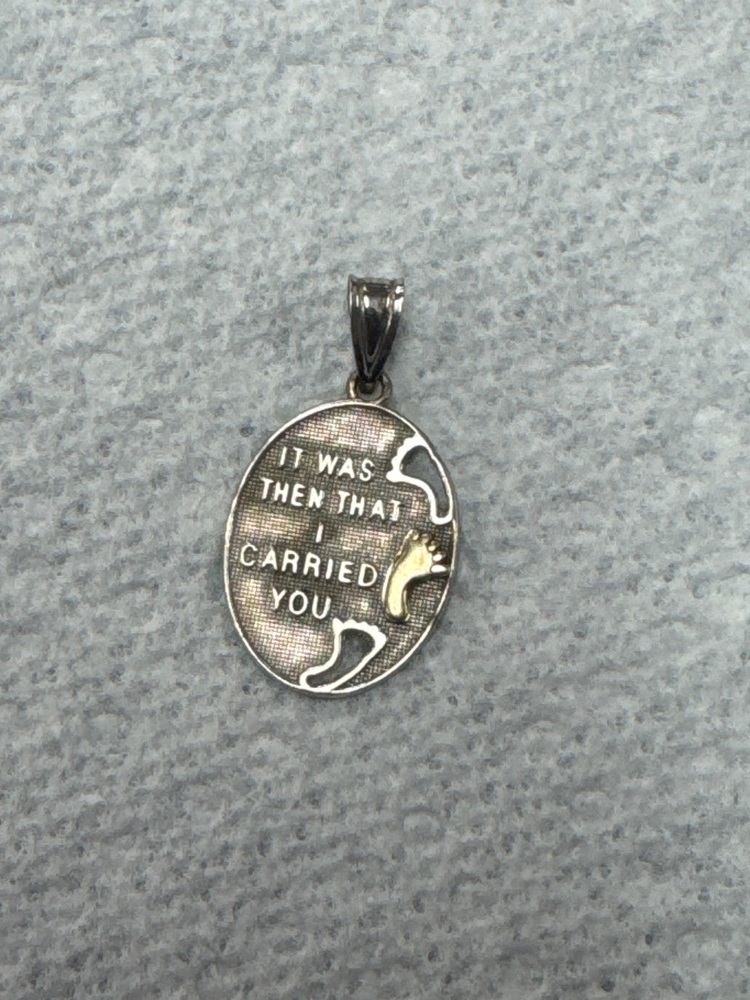 IT WAS
THEN THAT
I
CARRIED
YOU